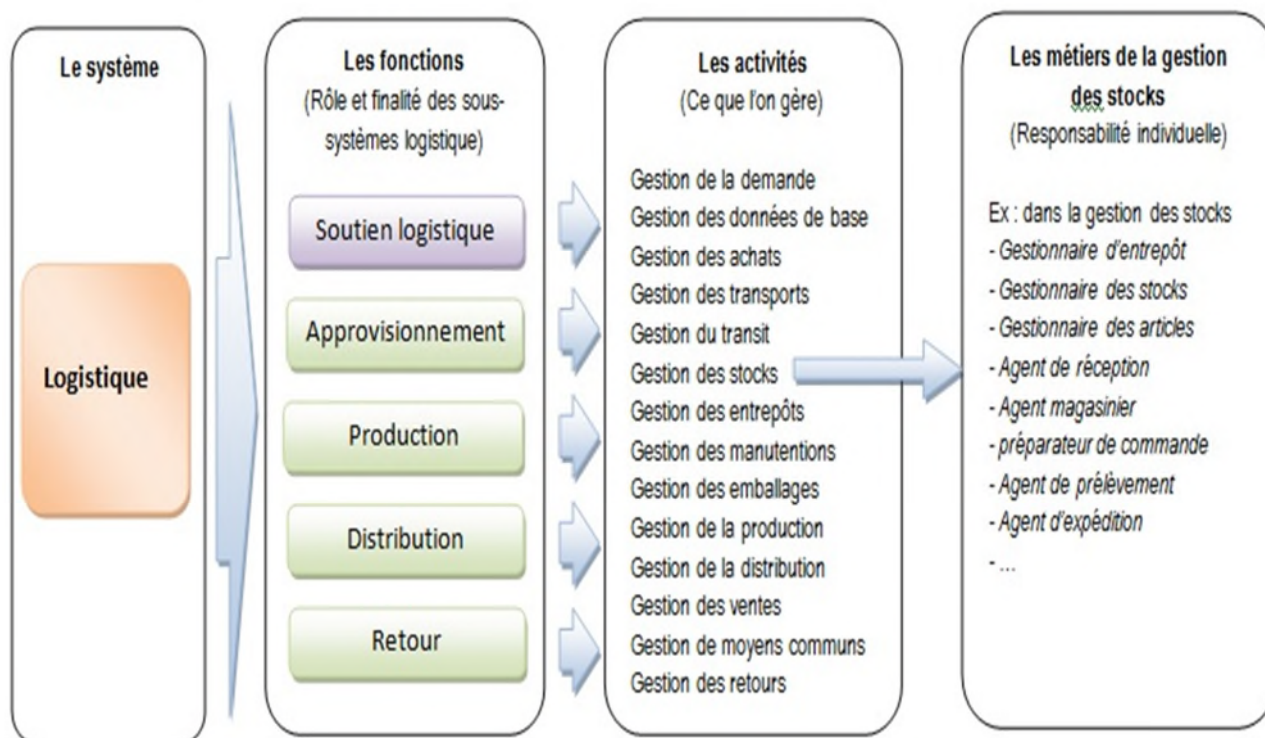 Le système
Logistique
Les fonctions
(Rôle et finalité des sous-
systèmes logistique)
Soutien logistique
Approvisionnement
Production
Distribution
Retour
Les activités
(Ce que l'on gère)
Gestion de la demande
Gestion des données de base
Gestion des achats
Gestion des transports
Gestion du transit
Gestion des stocks
Gestion des entrepôts
Gestion des manutentions
Gestion des emballages
Gestion de la production
Gestion de la distribution
Gestion des ventes
Gestion de moyens communs
Gestion des retours
Les métiers de la gestion
des stocks
(Responsabilité individuelle)
Ex : dans la gestion des stocks
- Gestionnaire d'entrepôt
- Gestionnaire des stocks
- Gestionnaire des articles
- Agent de réception
- Agent magasinier
- préparateur de commande
- Agent de prélèvement
- Agent d'expédition
- ...